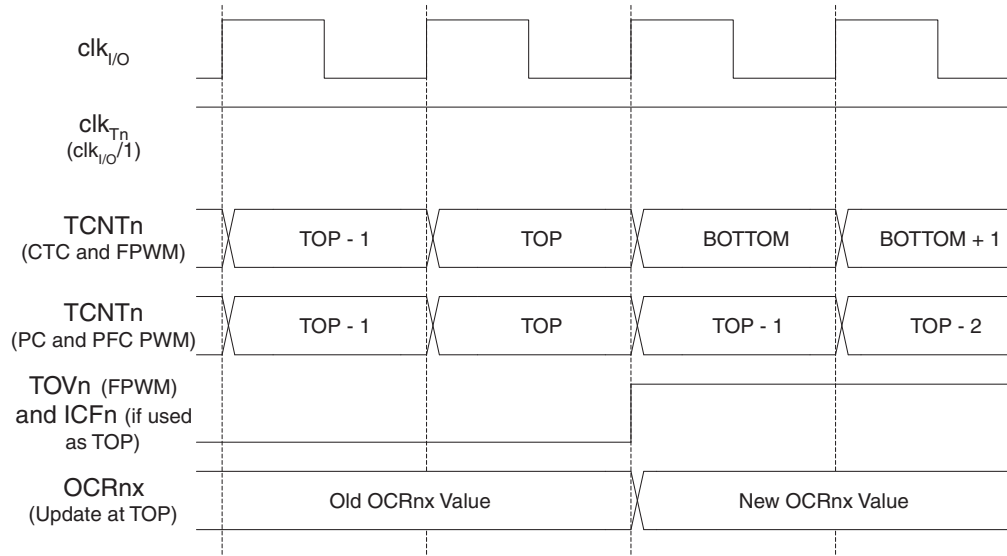 clkI/O
clkTn
(clkI/O/1)
TCNTn
(CTC and FPWM)
TOP - 1
TOP
BOTTOM
BOTTOM + 1
TCNTn
(PC and PFC PWM)
TOP - 1
TOP
TOP - 1
TOP - 2
TOVn (FPWM)
and ICFn (if used
as TOP)
OCRnx
(Update at TOP)
Old OCRnx Value
New OCRnx Value